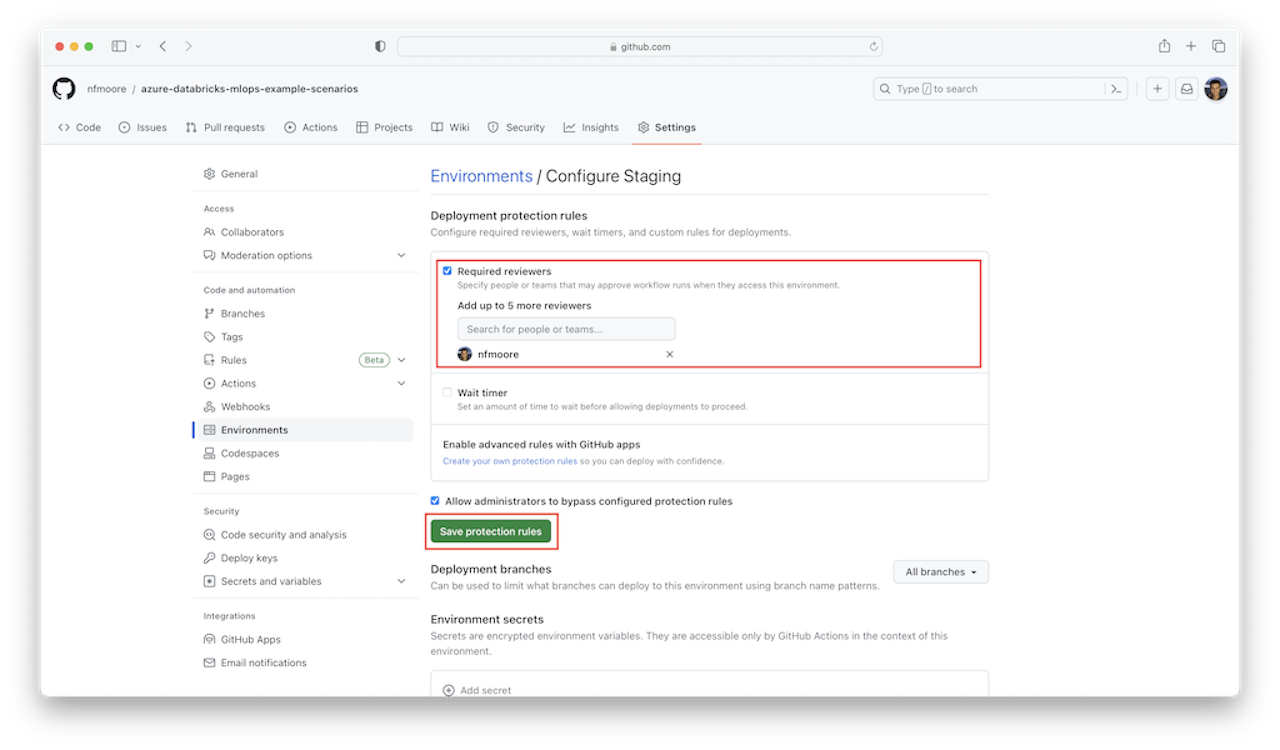 github.com
nfmoore / azure-databricks-mlops-example-scenarios
Type / to search
Code Issues Pull requests Actions Projects Wiki Security Insights Settings
General
Access
Collaborators
Moderation options
Code and automation
Branches
Tags
Rules Beta
Actions
Webhooks
Environments
Codespaces
Pages
Security
Code security and analysis
Deploy keys
Secrets and variables
Integrations
GitHub Apps
Email notifications
Environments / Configure Staging
Deployment protection rules
Configure required reviewers, wait timers, and custom rules for deployments.
Required reviewers
Specify people or teams that may approve workflow runs when they access this environment.
Add up to 5 more reviewers
Search for people or teams...
nfmoore
Wait timer
Set an amount of time to wait before allowing deployments to proceed.
Enable advanced rules with GitHub apps
Create your own protection rules so you can deploy with confidence.
Allow administrators to bypass configured protection rules
Save protection rules
Deployment branches
Can be used to limit what branches can deploy to this environment using branch name patterns.
All branches
Environment secrets
Secrets are encrypted environment variables. They are accessible only by GitHub Actions in the context of this
environment.
Add secret